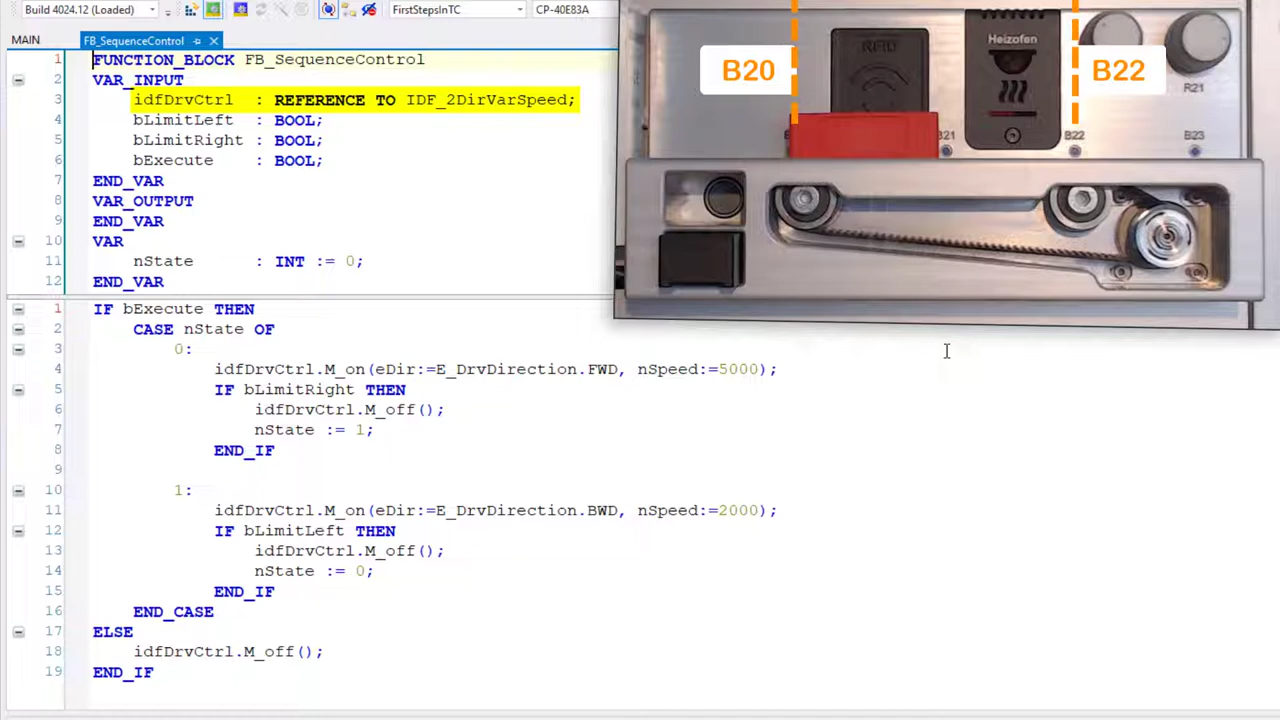 Build 4024.12 (Loaded)
FirstStepsInTC
CP-40E83A
MAIN
FB_SequenceControl
1 FUNCTION_BLOCK FB_SequenceControl
2 VAR_INPUT
3 idfDrvCtrl : REFERENCE TO IDF_2DirVarSpeed;
4 bLimitLeft : BOOL;
5 bLimitRight : BOOL;
6 bExecute : BOOL;
7 END_VAR
8 VAR_OUTPUT
9 END_VAR
10 VAR
11 nState : INT := 0;
12 END_VAR
1 IF bExecute THEN
2 CASE nState OF
3 0:
4 idfDrvCtrl.M_on(eDir:=E_DrvDirection.FWD, nSpeed:=5000);
5 IF bLimitRight THEN
6 idfDrvCtrl.M_off();
7 nState := 1;
8 END_IF
9
10 1:
11 idfDrvCtrl.M_on(eDir:=E_DrvDirection.BWD, nSpeed:=2000);
12 IF bLimitLeft THEN
13 idfDrvCtrl.M_off();
14 nState := 0;
15 END_IF
16 END_CASE
17 ELSE
18 idfDrvCtrl.M_off();
19 END_IF
B20
B22
RFID
Heizofen
R21
B21
B22
B23